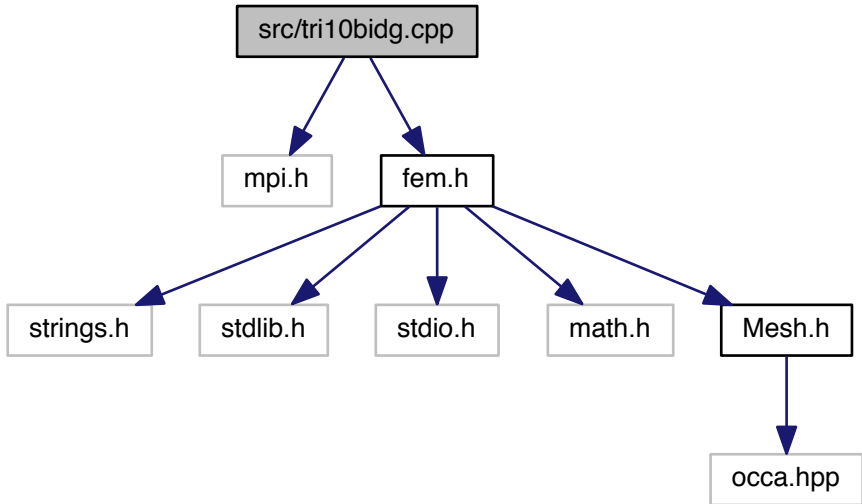 src/tri10bidg.cpp
mpi.h
fem.h
strings.h
stdlib.h
stdio.h
math.h
Mesh.h
occa.hpp